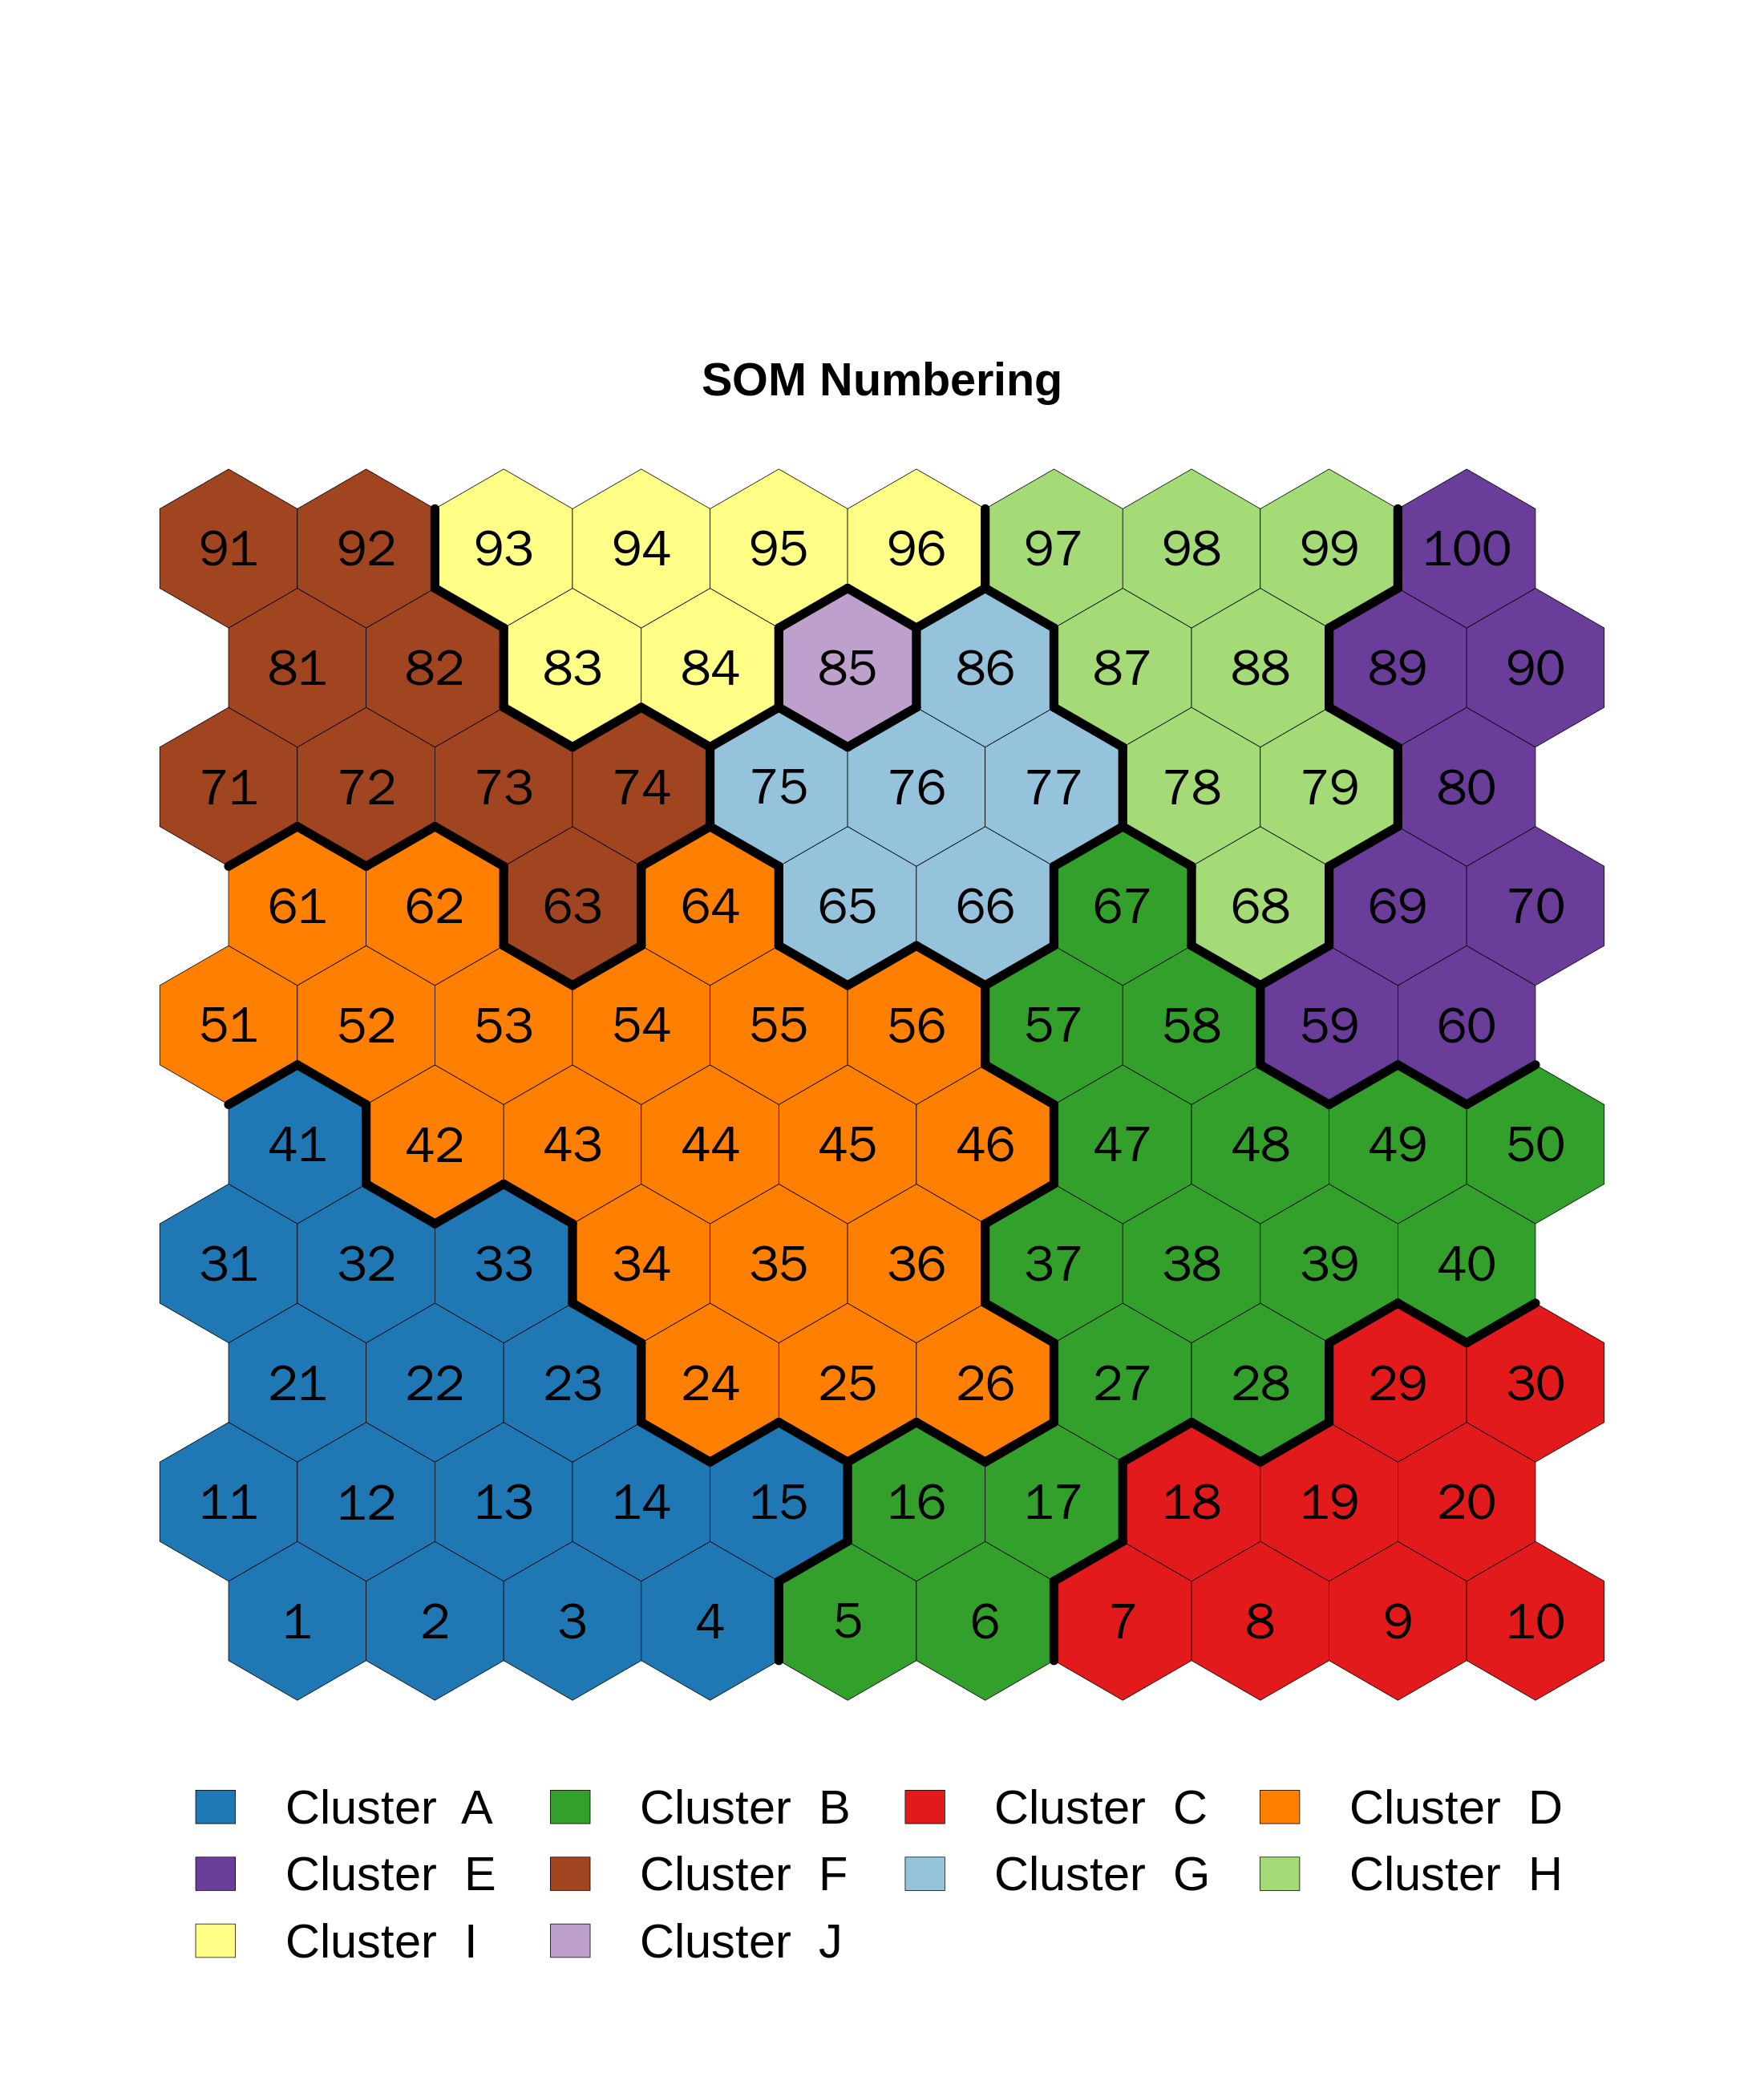 SOM Numbering
91 92 93 94 95 96 97 98 99 100
81 82 83 84 85 86 87 88 89 90
71 72 73 74 75 76 77 78 79 80
61 62 63 64 65 66 67 68 69 70
51 52 53 54 55 56 57 58 59 60
41 42 43 44 45 46 47 48 49 50
31 32 33 34 35 36 37 38 39 40
21 22 23 24 25 26 27 28 29 30
11 12 13 14 15 16 17 18 19 20
1 2 3 4 5 6 7 8 9 10
Cluster A Cluster B Cluster C Cluster D
Cluster E Cluster F Cluster G Cluster H
Cluster I Cluster J